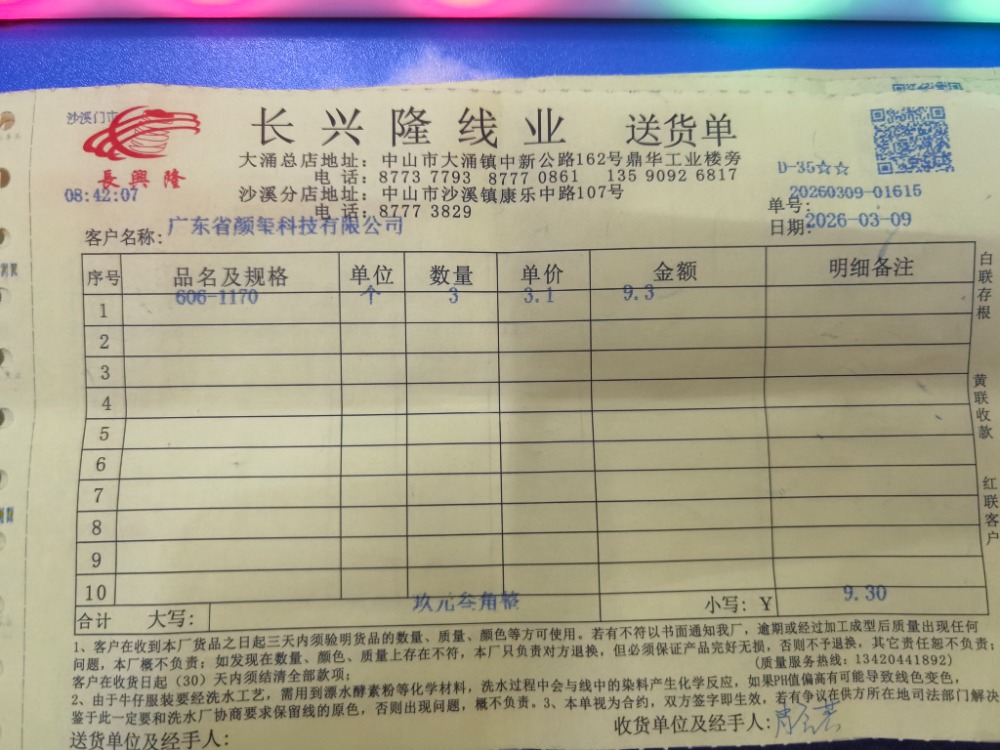 沙溪门市
長興隆
08:42:07
长兴隆线业 送货单
大涌总店地址：中山市大涌镇中新公路162号鼎华工业楼旁
电 话：8773 7793 8777 0861 135 9092 6817
沙溪分店地址：中山市沙溪镇康乐中路107号
电 话：8777 3829
D-35☆☆
单号：20260309-01615
日期：2026-03-09
客户名称：广东省颜玺科技有限公司
序号 品名及规格 单位 数量 单价 金额 明细备注
1 606-1170 个 3 3.1 9.3
2
3
4
5
6
7
8
9
10
合计 大写： 玖元叁角整 小写：Y 9.30
白联存根
黄联收款
红联客户
1、客户在收到本厂货品之日起三天内须验明货品的数量、质量、颜色等方可使用。若有不符以书面通知我厂，逾期或经过加工成型后质量出现任何
问题，本厂概不负责；如发现在数量、颜色、质量上存在不符，本厂只负责对方退换，但必须保证产品完好无损，否则不予退换，其它责任恕不负责；
客户在收货日起（30）天内须结清全部款项； (质量服务热线：13420441892)
2、由于牛仔服装要经洗水工艺，需用到漂水酵素粉等化学材料，洗水过程中会与线中的染料产生化学反应，如果PH值偏高有可能导致线色变色，
鉴于此一定要和洗水厂协商要求保留线的原色，否则出现问题，概不负责。3、本单视为合约，双方签字即生效，若有争议在供方所在地司法部门解决
送货单位及经手人： 收货单位及经手人：